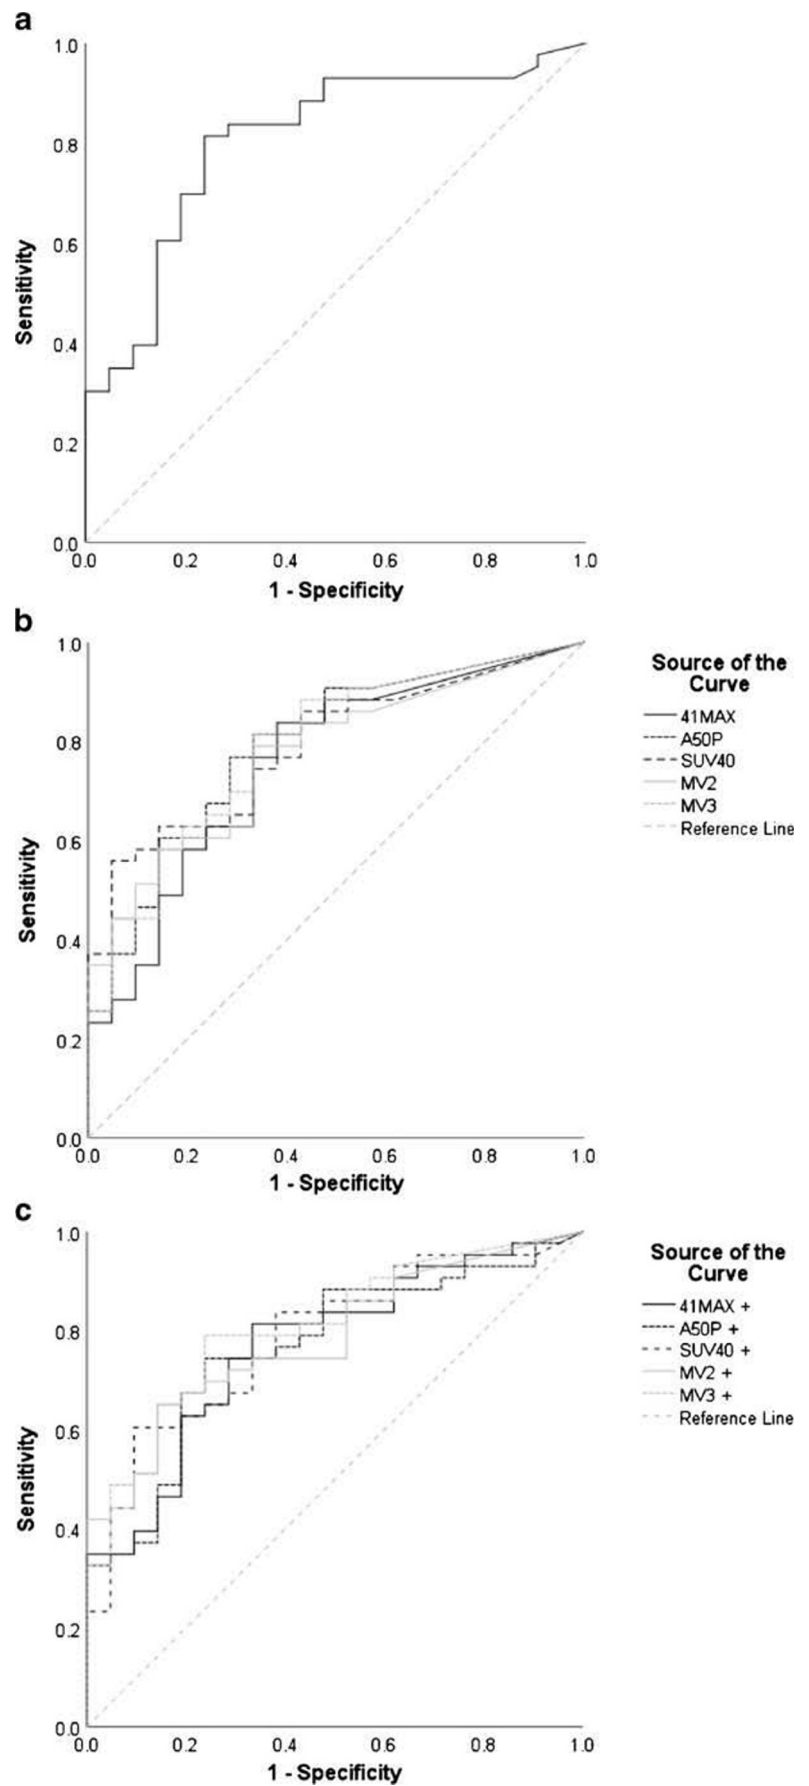 a
1.0
0.8
0.6
0.4
0.2
0.0
Sensitivity
0.0 0.2 0.4 0.6 0.8 1.0
1 - Specificity
b
1.0
0.8
0.6
0.4
0.2
0.0
Sensitivity
0.0 0.2 0.4 0.6 0.8 1.0
1 - Specificity
Source of the
Curve
41MAX
A50P
SUV40
MV2
MV3
Reference Line
c
1.0
0.8
0.6
0.4
0.2
0.0
Sensitivity
0.0 0.2 0.4 0.6 0.8 1.0
1 - Specificity
Source of the
Curve
41MAX +
A50P +
SUV40 +
MV2 +
MV3 +
Reference Line